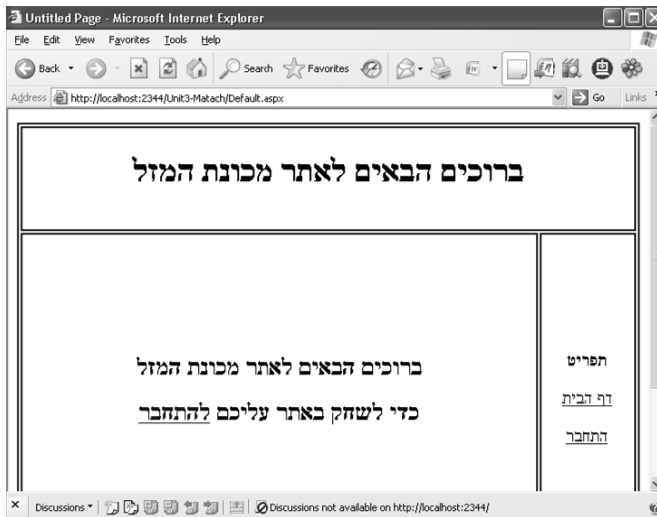 Untitled Page - Microsoft Internet Explorer
File Edit View Favorites Tools Help
Back Search Favorites
Address http://localhost:2344/Unit3-Matach/Default.aspx Go Links
ברוכים הבאים לאתר מכונת המזל
ברוכים הבאים לאתר מכונת המזל
כדי לשחק באתר עליכם להתחבר
תפריט
דף הבית
התחבר
Discussions Discussions not available on http://localhost:2344/